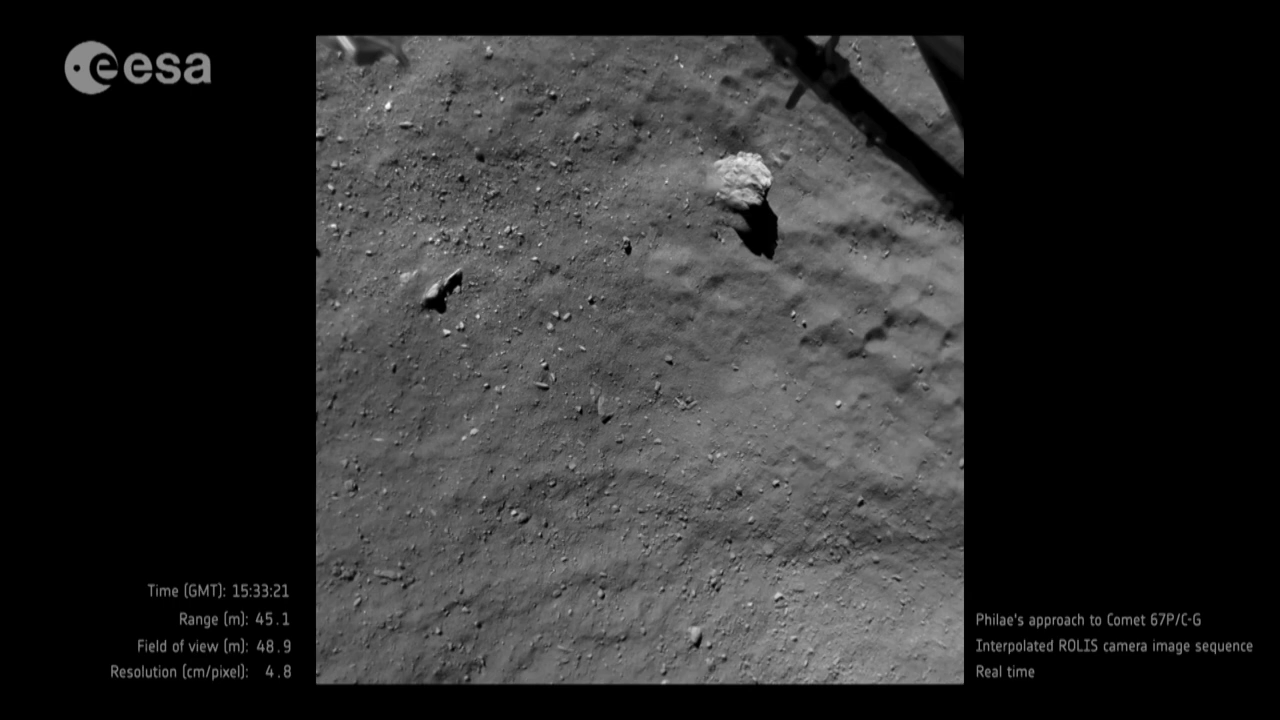 esa
Time (GMT): 15:33:21
Range (m): 45.1
Field of view (m): 48.9
Resolution (cm/pixel): 4.8
Philae's approach to Comet 67P/C-G
Interpolated ROLIS camera image sequence
Real time